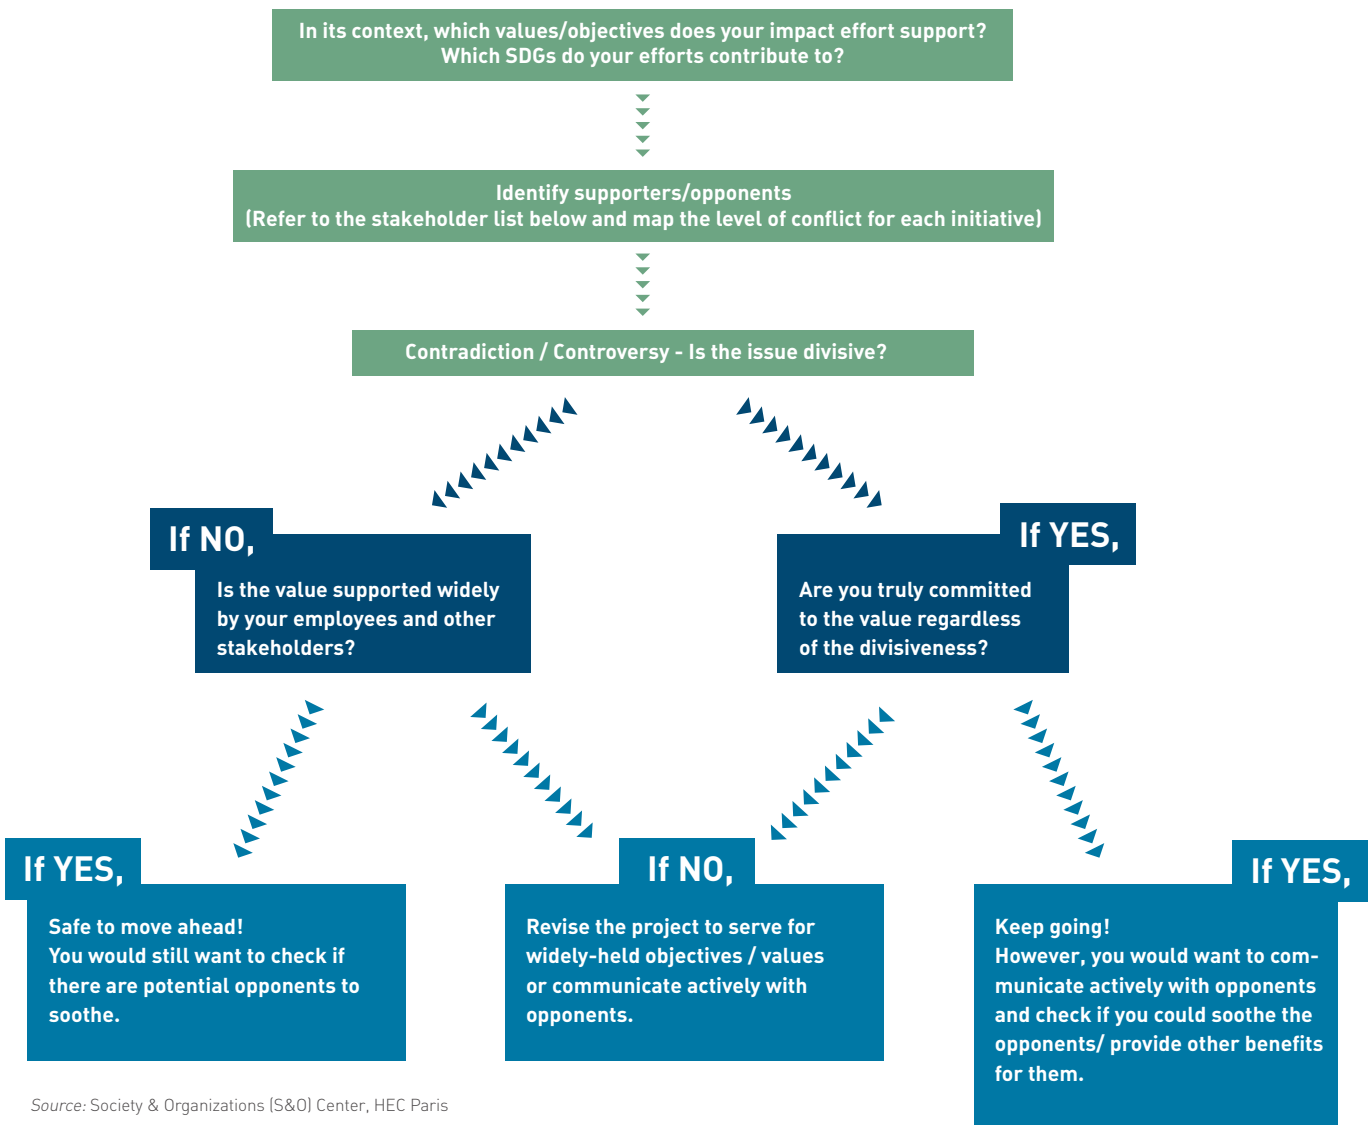 In its context, which values/objectives does your impact effort support?
Which SDGs do your efforts contribute to?
Identify supporters/opponents
(Refer to the stakeholder list below and map the level of conflict for each initiative)
Contradiction / Controversy - Is the issue divisive?
If NO,
Is the value supported widely
by your employees and other
stakeholders?
If YES,
Are you truly committed
to the value regardless
of the divisiveness?
If YES,
Safe to move ahead!
You would still want to check if
there are potential opponents to
soothe.
If NO,
Revise the project to serve for
widely-held objectives / values
or communicate actively with
opponents.
If YES,
Keep going!
However, you would want to com-
municate actively with opponents
and check if you could soothe the
opponents/ provide other benefits
for them.
Source: Society & Organizations (S&O) Center, HEC Paris